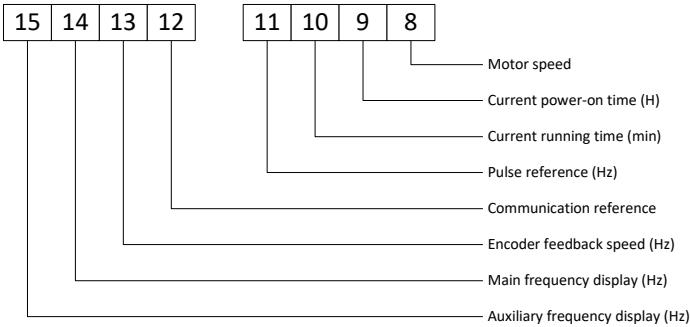 15 14 13 12 11 10 9 8
Motor speed
Current power-on time (H)
Current running time (min)
Pulse reference (Hz)
Communication reference
Encoder feedback speed (Hz)
Main frequency display (Hz)
Auxiliary frequency display (Hz)